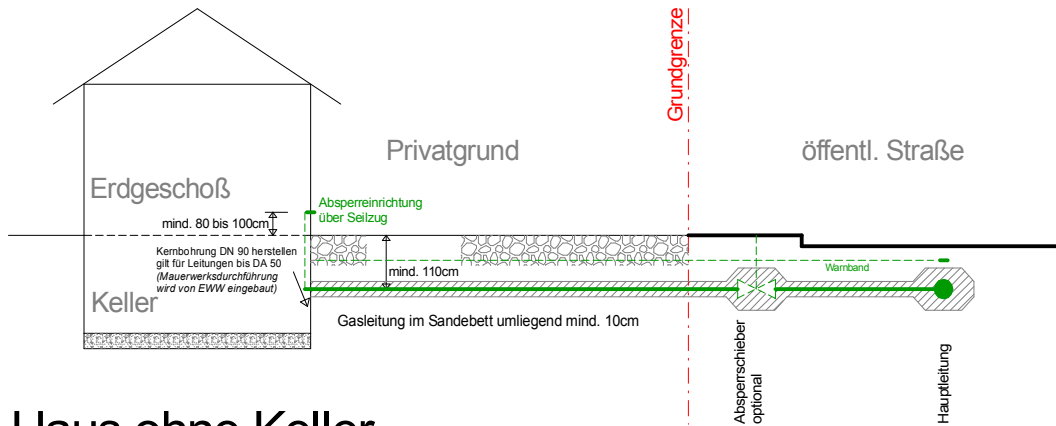 Grundgrenze
Privatgrund
öffentl. Straße
Erdgeschoß
Absperreinrichtung
über Seilzug
mind. 80 bis 100cm
Kernbohrung DN 90 herstellen
gilt für Leitungen bis DA 50
(Mauerwerksdurchführung
wird von EWW eingebaut)
mind. 110cm
Warnband
Keller
Gasleitung im Sandebett umliegend mind. 10cm
Absperrschieber
optional
Hauptleitung
Haus ohne Keller